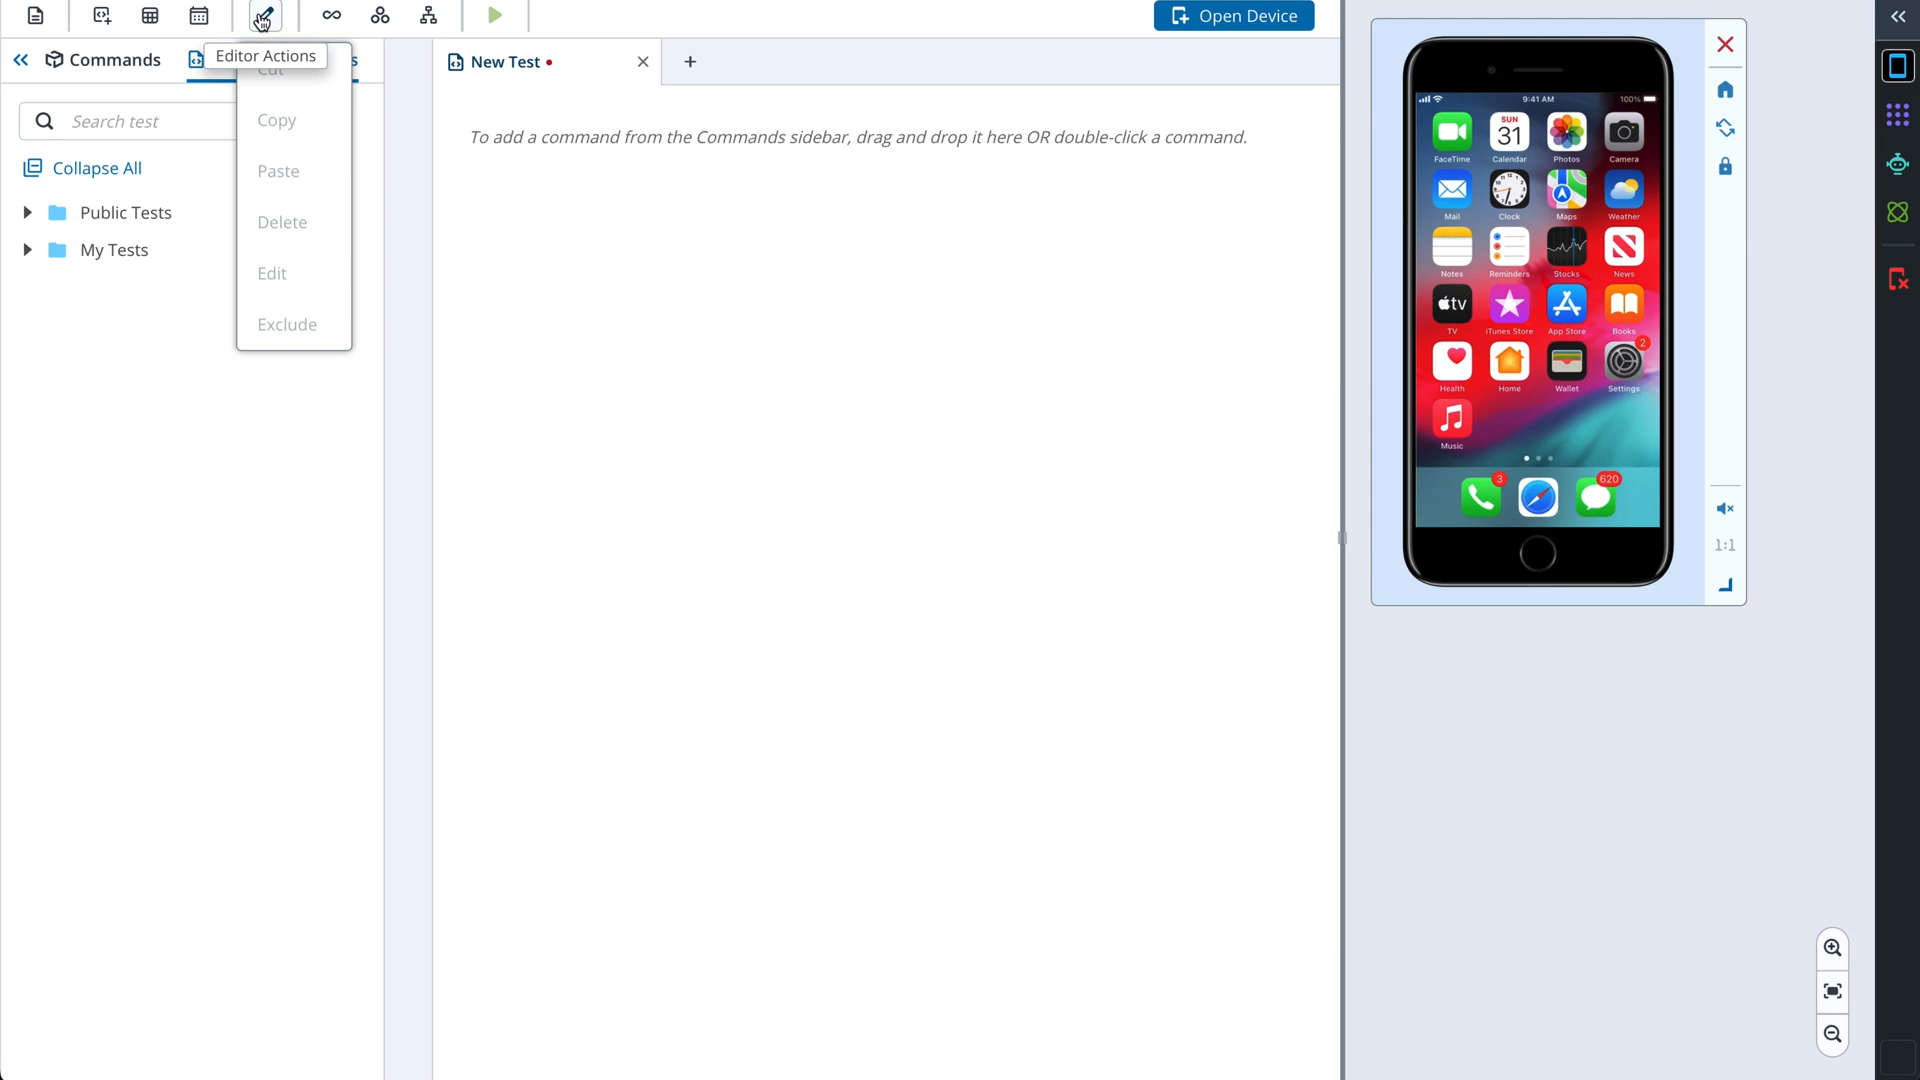 Open Device
Commands
Editor Actions
s
Cut
Copy
Paste
Delete
Edit
Exclude
Search test
Collapse All
Public Tests
My Tests
New Test
To add a command from the Commands sidebar, drag and drop it here OR double-click a command.
9:41 AM
100%
SUN
31
FaceTime
Calendar
Photos
Camera
Mail
Clock
Maps
Weather
Notes
Reminders
Stocks
News
tv
2
TV
iTunes Store
App Store
Books
Health
Home
Wallet
Settings
Music
3
620
1:1